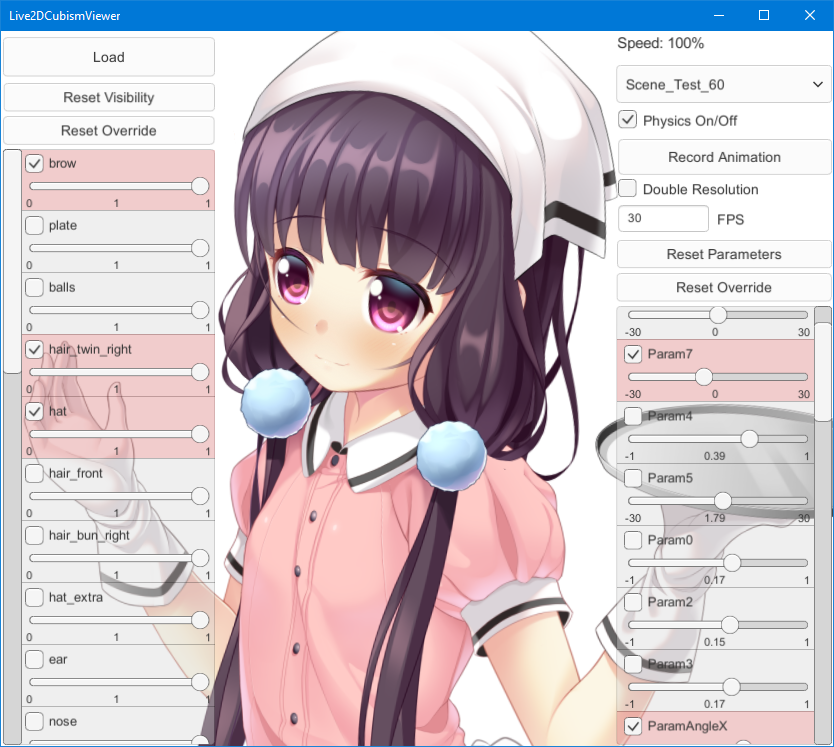 Live2DCubismViewer
Load
Reset Visibility
Reset Override
brow
0 1 1
plate
0 1 1
balls
0 1 1
hair_twin_right
0 1 1
hat
0 1 1
hair_front
0 1 1
hair_bun_right
0 1 1
hat_extra
0 1 1
ear
0 1 1
nose
Speed: 100%
Scene_Test_60
Physics On/Off
Record Animation
Double Resolution
30 FPS
Reset Parameters
Reset Override
-30 0 30
Param7
-30 0 30
Param4
-1 0.39 1
Param5
-30 1.79 30
Param0
-1 0.17 1
Param2
-1 0.15 1
Param3
-1 0.17 1
ParamAngleX